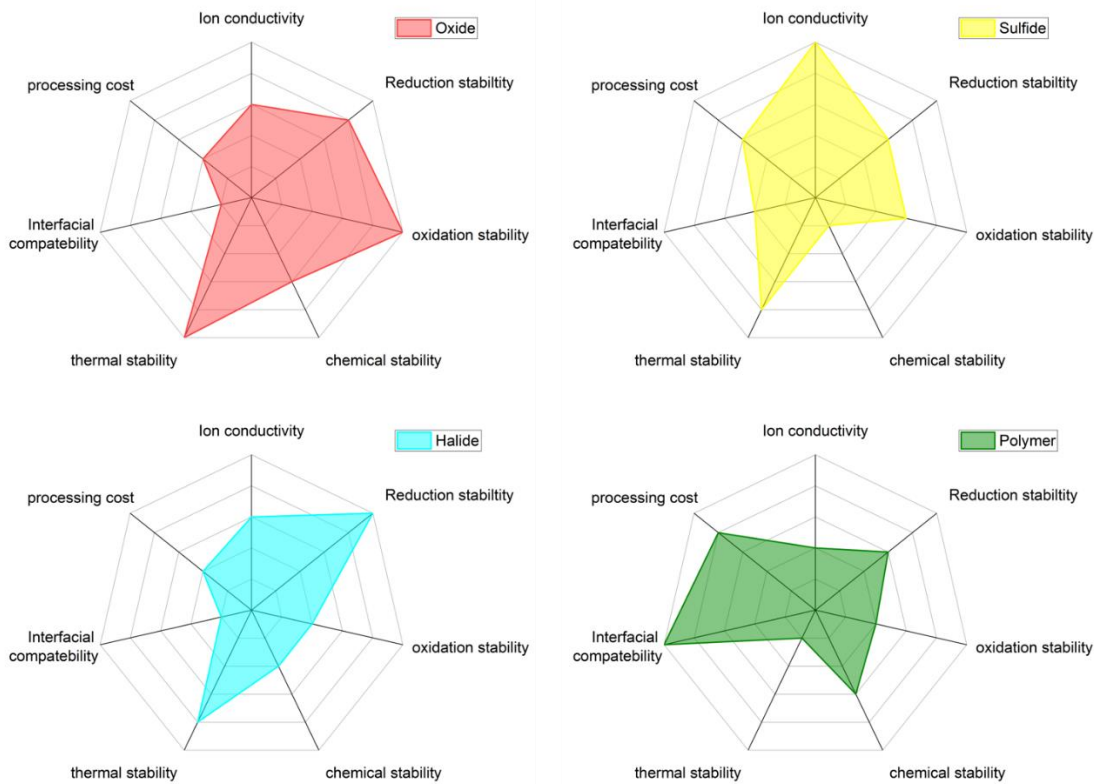 Ion conductivity
Oxide
processing cost
Reduction stabiltity
Interfacial
compatebility
oxidation stability
thermal stability
chemical stability
Ion conductivity
Sulfide
processing cost
Reduction stabiltity
Interfacial
compatebility
oxidation stability
thermal stability
chemical stability
Ion conductivity
Halide
processing cost
Reduction stabiltity
Interfacial
compatebility
oxidation stability
thermal stability
chemical stability
Ion conductivity
Polymer
processing cost
Reduction stabiltity
Interfacial
compatebility
oxidation stability
thermal stability
chemical stability